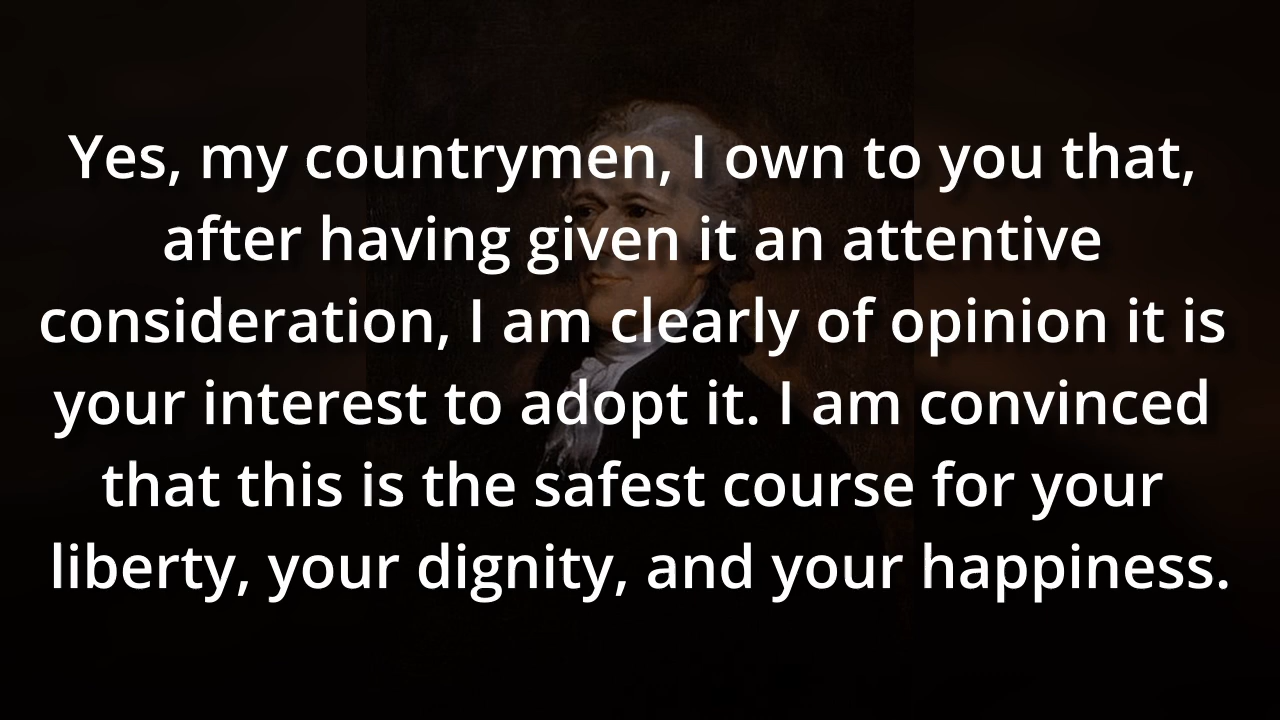 Yes, my countrymen, I own to you that,
after having given it an attentive
consideration, I am clearly of opinion it is
your interest to adopt it. I am convinced
that this is the safest course for your
liberty, your dignity, and your happiness.